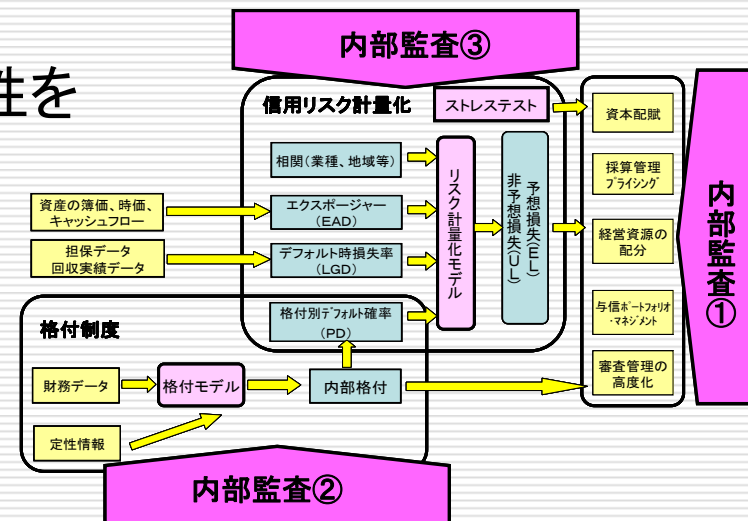 内部監査③
性を
信用リスク計量化
ストレステスト
資本配賦
相関(業種、地域等)
採算管理
プライシング
資産の簿価、時価、
キャッシュフロー
エクスポージャー
(EAD)
リスク計量化モデル
予想損失(EL)
非予想損失(UL)
経営資源の
配分
内部監査①
担保データ
回収実績データ
デフォルト時損失率
(LGD)
格付別デフォルト確率
(PD)
与信ポートフォリオ
・マネジメント
格付制度
財務データ
格付モデル
内部格付
審査管理の
高度化
定性情報
内部監査②